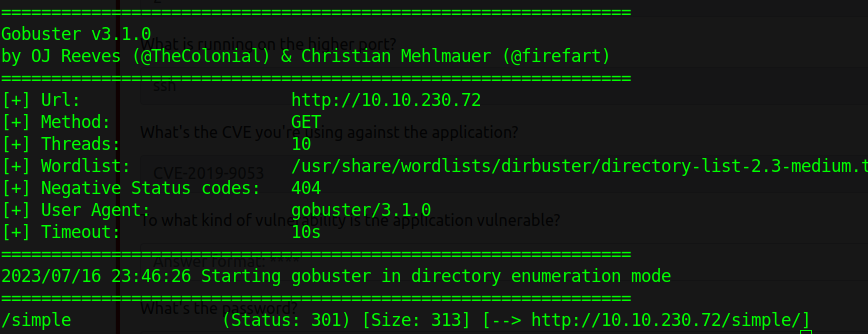 ============================================================
Gobuster v3.1.0
What is running on the higher port?
by OJ Reeves (@TheColonial) & Christian Mehlmauer (@firefart)
============================================================
ssh
[+] Url: http://10.10.230.72
[+] Method: GET
[+] Threads: 10
What's the CVE you're using against the application?
[+] Wordlist: /usr/share/wordlists/dirbuster/directory-list-2.3-medium.t
CVE-2019-9053
[+] Negative Status codes: 404
[+] User Agent: gobuster/3.1.0
To what kind of vulnerability is the application vulnerable?
[+] Timeout: 10s
============================================================
Answer format: ****
2023/07/16 23:46:26 Starting gobuster in directory enumeration mode
============================================================
What's the password?
/simple (Status: 301) [Size: 313] [--> http://10.10.230.72/simple/]